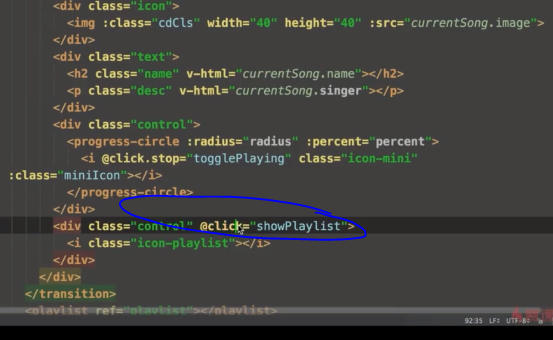 <div class="icon">
<img :class="cdCls" width="40" height="40" :src="currentSong.image">
</div>
<div class="text">
<h2 class="name" v-html="currentSong.name"></h2>
<p class="desc" v-html="currentSong.singer"></p>
</div>
<div class="control">
<progress-circle :radius="radius" :percent="percent">
<i @click.stop="togglePlaying" class="icon-mini"
:class="miniIcon"></i>
</progress-circle>
</div>
<div class="control" @click="showPlaylist">
<i class="icon-playlist"></i>
</div>
</div>
</transition>
<playlist ref="playlist"></playlist>
92:35 LF÷ UTF-8÷